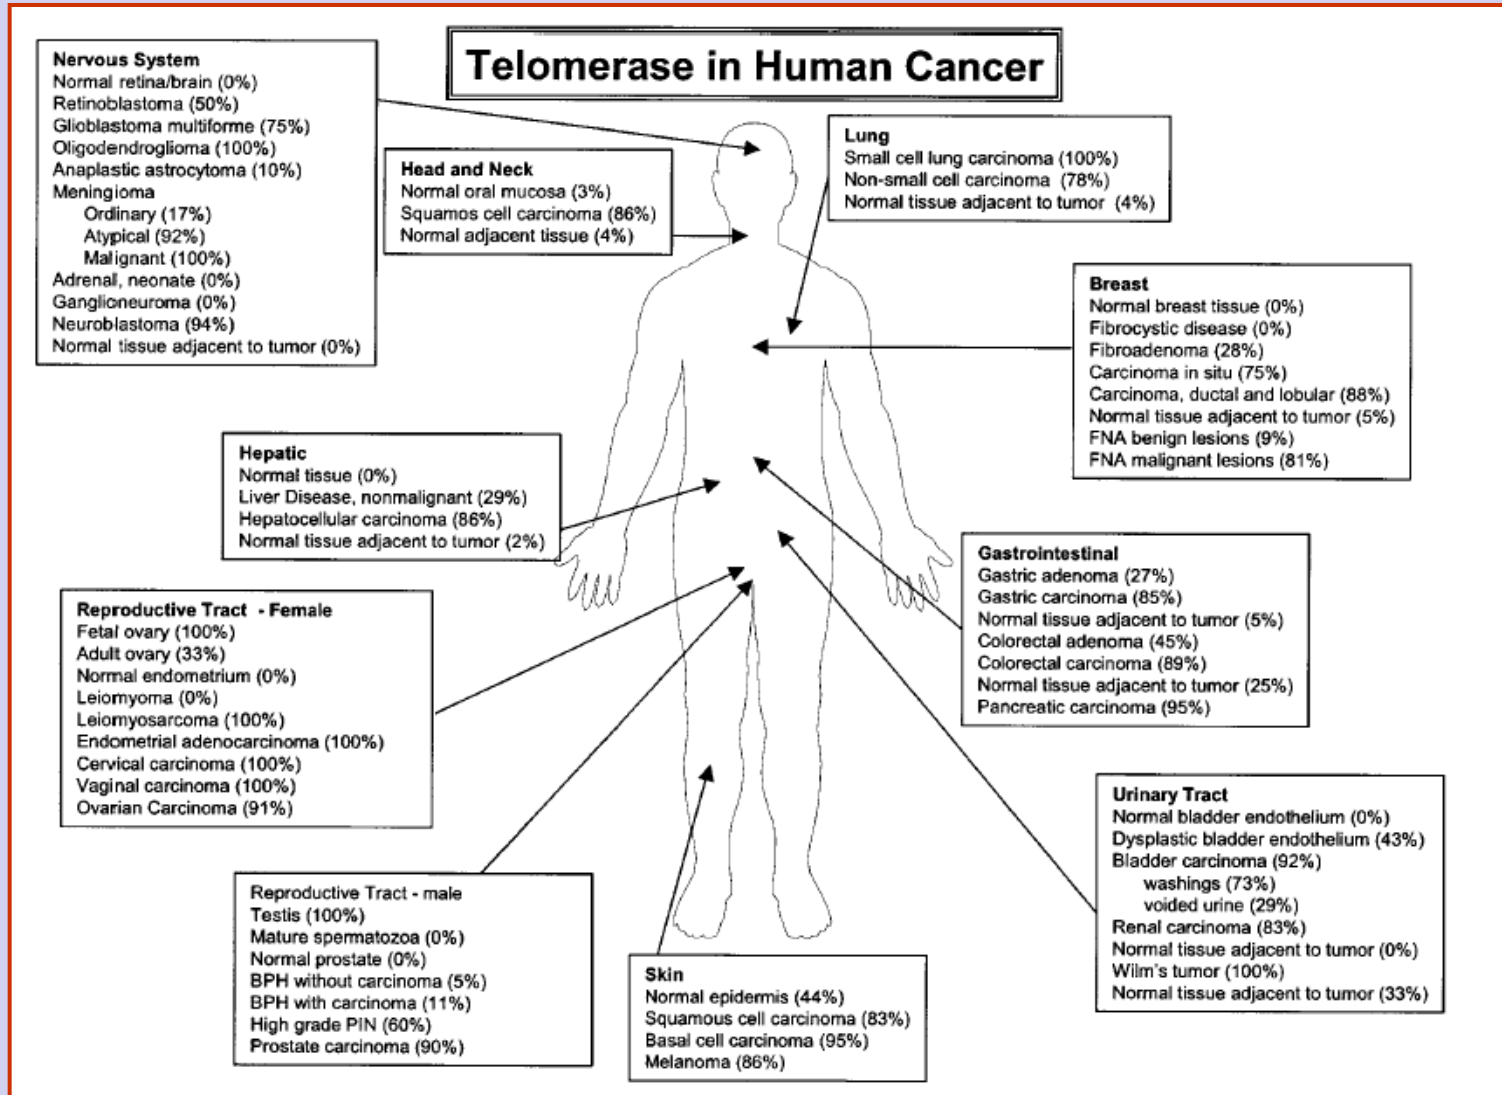 Telomerase in Human Cancer
Nervous System
Normal retina/brain (0%)
Retinoblastoma (50%)
Glioblastoma multiforme (75%)
Oligodendroglioma (100%)
Anaplastic astrocytoma (10%)
Meningioma
Ordinary (17%)
Atypical (92%)
Malignant (100%)
Adrenal, neonate (0%)
Ganglioneuroma (0%)
Neuroblastoma (94%)
Normal tissue adjacent to tumor (0%)
Head and Neck
Normal oral mucosa (3%)
Squamos cell carcinoma (86%)
Normal adjacent tissue (4%)
Lung
Small cell lung carcinoma (100%)
Non-small cell carcinoma (78%)
Normal tissue adjacent to tumor (4%)
Breast
Normal breast tissue (0%)
Fibrocystic disease (0%)
Fibroadenoma (28%)
Carcinoma in situ (75%)
Carcinoma, ductal and lobular (88%)
Normal tissue adjacent to tumor (5%)
FNA benign lesions (9%)
FNA malignant lesions (81%)
Hepatic
Normal tissue (0%)
Liver Disease, nonmalignant (29%)
Hepatocellular carcinoma (86%)
Normal tissue adjacent to tumor (2%)
Gastrointestinal
Gastric adenoma (27%)
Gastric carcinoma (85%)
Normal tissue adjacent to tumor (5%)
Colorectal adenoma (45%)
Colorectal carcinoma (89%)
Normal tissue adjacent to tumor (25%)
Pancreatic carcinoma (95%)
Reproductive Tract - Female
Fetal ovary (100%)
Adult ovary (33%)
Normal endometrium (0%)
Leiomyoma (0%)
Leiomyosarcoma (100%)
Endometrial adenocarcinoma (100%)
Cervical carcinoma (100%)
Vaginal carcinoma (100%)
Ovarian Carcinoma (91%)
Urinary Tract
Normal bladder endothelium (0%)
Dysplastic bladder endothelium (43%)
Bladder carcinoma (92%)
washings (73%)
voided urine (29%)
Renal carcinoma (83%)
Normal tissue adjacent to tumor (0%)
Wilm's tumor (100%)
Normal tissue adjacent to tumor (33%)
Reproductive Tract - male
Testis (100%)
Mature spermatozoa (0%)
Normal prostate (0%)
BPH without carcinoma (5%)
BPH with carcinoma (11%)
High grade PIN (60%)
Prostate carcinoma (90%)
Skin
Normal epidermis (44%)
Squamous cell carcinoma (83%)
Basal cell carcinoma (95%)
Melanoma (86%)